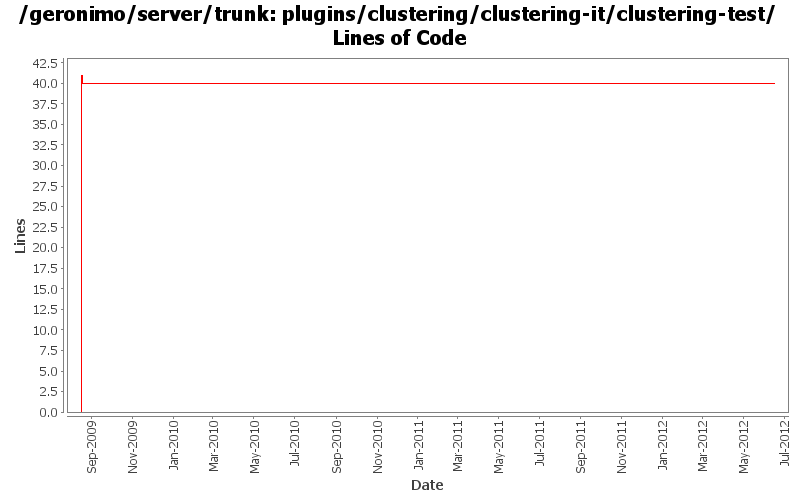 /geronimo/server/trunk: plugins/clustering/clustering-it/clustering-test/
Lines of Code
Lines
42.5
40.0
37.5
35.0
32.5
30.0
27.5
25.0
22.5
20.0
17.5
15.0
12.5
10.0
7.5
5.0
2.5
0.0
Sep-2009
Nov-2009
Jan-2010
Mar-2010
May-2010
Jul-2010
Sep-2010
Nov-2010
Jan-2011
Mar-2011
May-2011
Jul-2011
Sep-2011
Nov-2011
Jan-2012
Mar-2012
May-2012
Jul-2012
Date